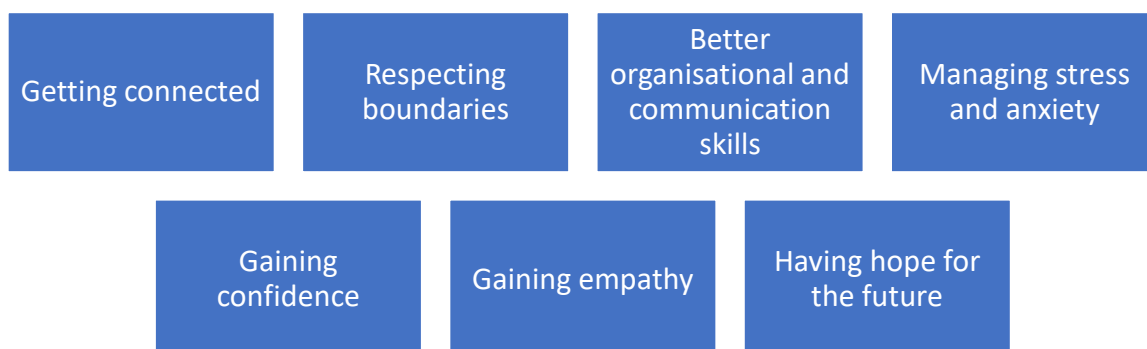 Getting connected
Respecting
boundaries
Better
organisational and
communication
skills
Managing stress
and anxiety
Gaining
confidence
Gaining empathy
Having hope for
the future